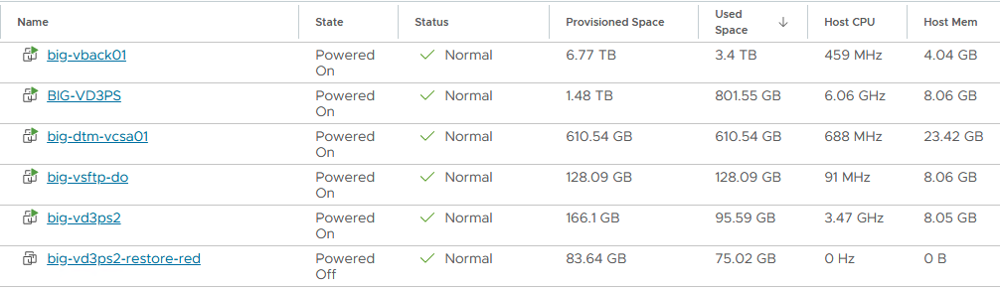 Name State Status Provisioned Space Used Space Host CPU Host Mem
big-vback01 Powered On Normal 6.77 TB 3.4 TB 459 MHz 4.04 GB
BIG-VD3PS Powered On Normal 1.48 TB 801.55 GB 6.06 GHz 8.06 GB
big-dtm-vcsa01 Powered On Normal 610.54 GB 610.54 GB 688 MHz 23.42 GB
big-vsftp-do Powered On Normal 128.09 GB 128.09 GB 91 MHz 8.06 GB
big-vd3ps2 Powered On Normal 166.1 GB 95.59 GB 3.47 GHz 8.05 GB
big-vd3ps2-restore-red Powered Off Normal 83.64 GB 75.02 GB 0 Hz 0 B